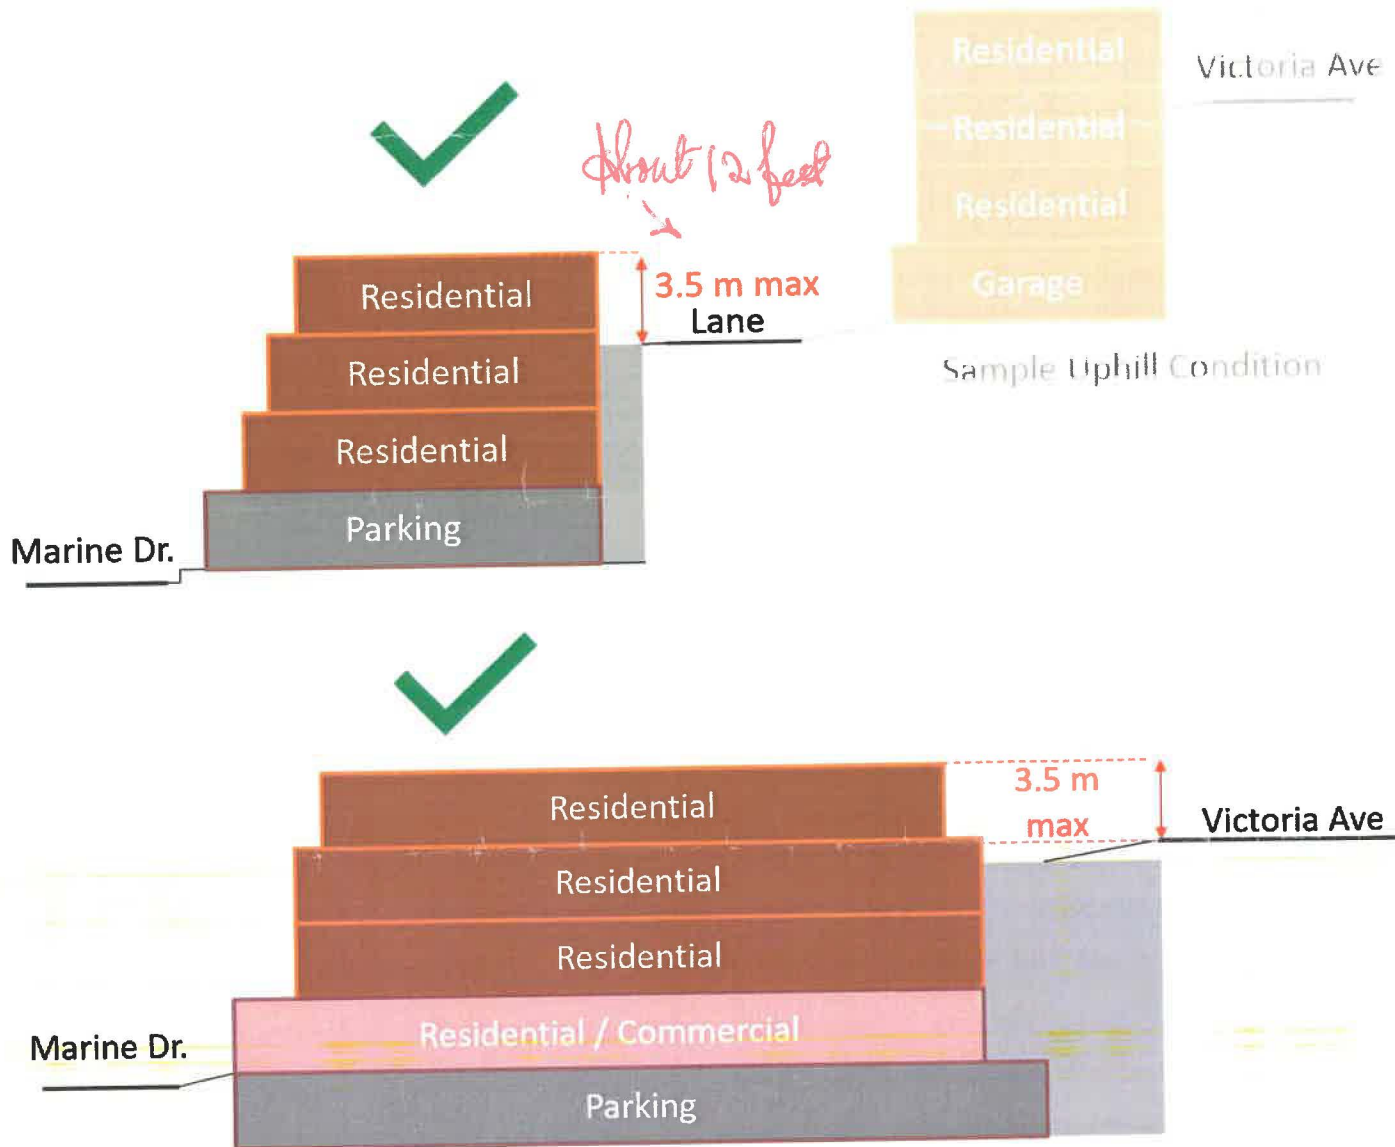 Residential
Victoria Ave
Residential
Residential
Garage
Sample Uphill Condition
About 12 feet
3.5 m max
Lane
Residential
Residential
Residential
Parking
Marine Dr.
3.5 m
max
Victoria Ave
Residential
Residential
Residential
Residential / Commercial
Marine Dr.
Parking